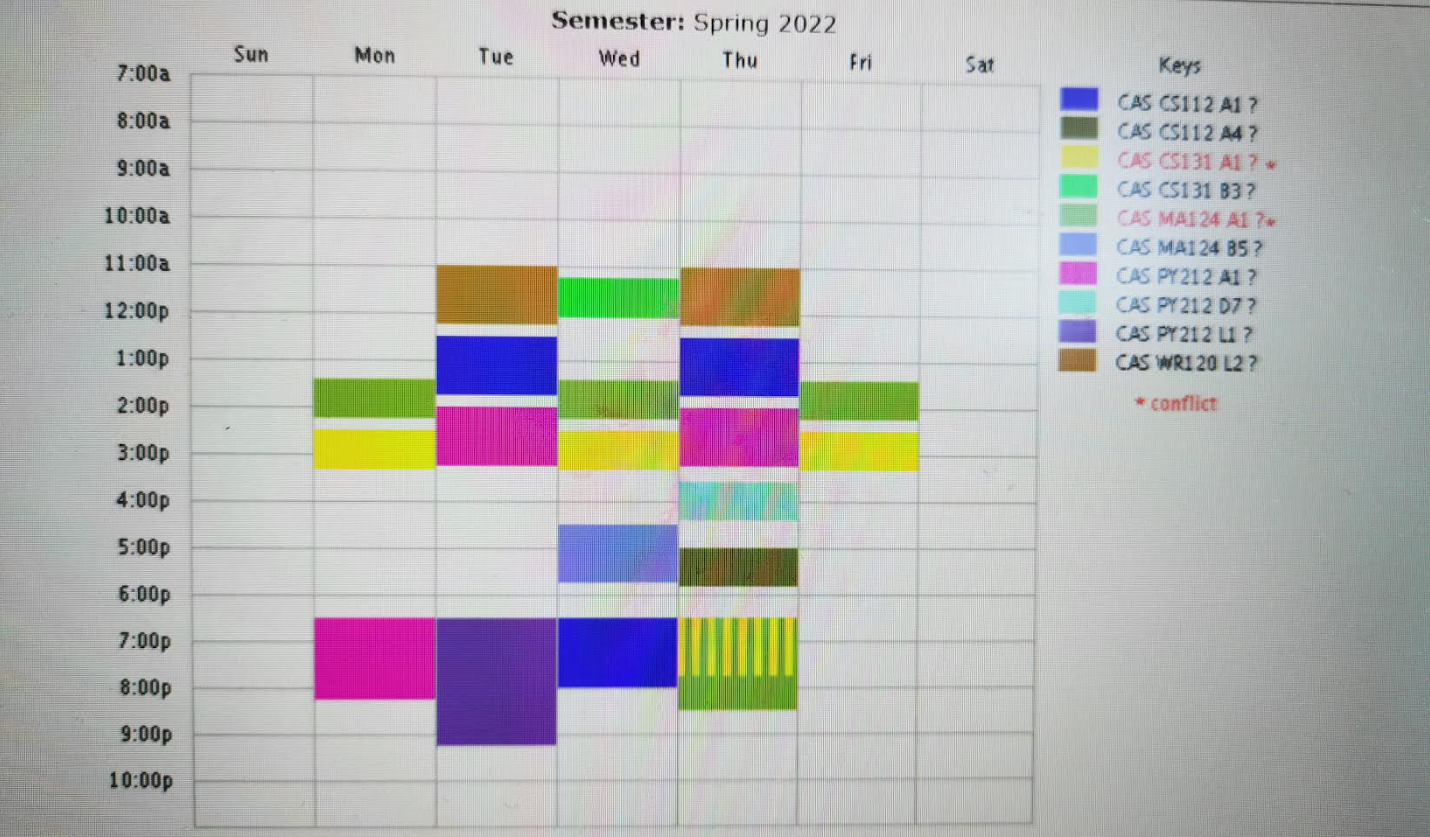 Semester: Spring 2022
Sun Mon Tue Wed Thu Fri Sat
7:00a
8:00a
9:00a
10:00a
11:00a
12:00p
1:00p
2:00p
3:00p
4:00p
5:00p
6:00p
7:00p
8:00p
9:00p
10:00p
Keys
CAS CS112 A1 ?
CAS CS112 A4 ?
CAS CS131 A1 ? *
CAS CS131 B3 ?
CAS MA124 A1 ?*
CAS MA124 B5 ?
CAS PY212 A1 ?
CAS PY212 D7 ?
CAS PY212 L1 ?
CAS WR120 L2 ?
* conflict